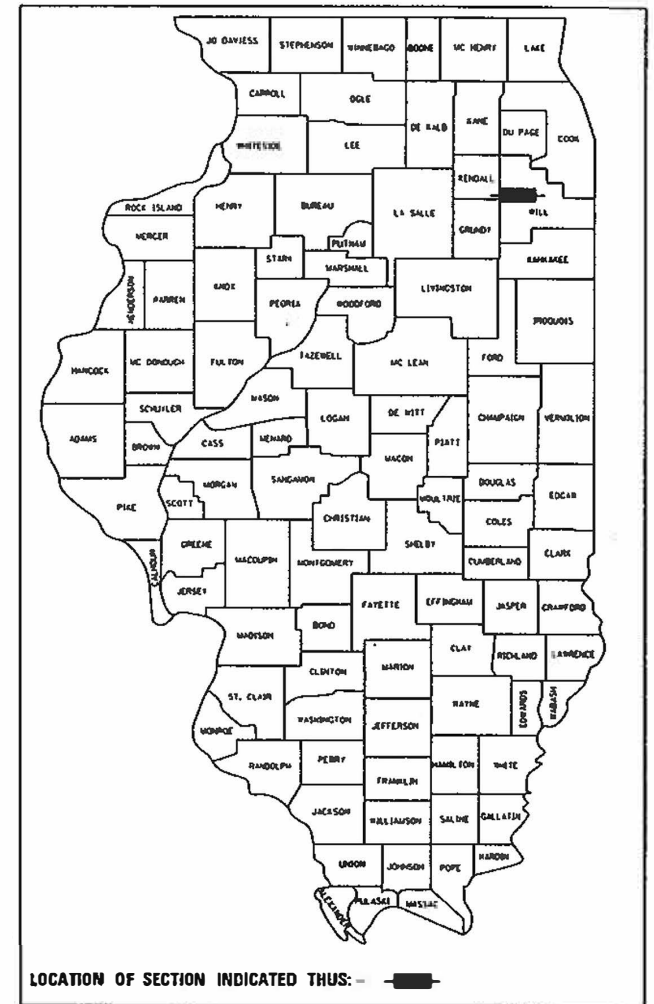 JO DAVIESS STEPHENSON WINNEBAGO BOONE MC HENRY LAKE
CARROLL OGLE DE KALB KANE DU PAGE COOK
WHITESIDE LEE KENDALL
ROCK ISLAND HENRY BUREAU LA SALLE GRUNDY WILL
MERCER PUTNAM
STARK MARSHALL KANKAKEE
HENDERSON WARREN KNOX PEORIA WOODFORD LIVINGSTON IROQUOIS
HANCOCK MC DONOUGH FULTON TAZEWELL MC LEAN FORD
MASON
SCHUYLER LOGAN DE WITT CHAMPAIGN VERMILION
ADAMS BROWN CASS MENARD MACON PIATT
PIKE SCOTT MORGAN SANGAMON MOULTRIE DOUGLAS EDGAR
CHRISTIAN COLES
CALHOUN GREENE MACOUPIN MONTGOMERY SHELBY CUMBERLAND CLARK
JERSEY
MADISON BOND FAYETTE EFFINGHAM JASPER CRAWFORD
CLINTON MARION CLAY RICHLAND LAWRENCE
ST. CLAIR WAYNE EDWARDS WABASH
MONROE WASHINGTON JEFFERSON
RANDOLPH PERRY FRANKLIN HAMILTON WHITE
JACKSON WILLIAMSON SALINE GALLATIN
UNION JOHNSON POPE HARDIN
ALEXANDER PULASKI MASSAC
LOCATION OF SECTION INDICATED THUS: -